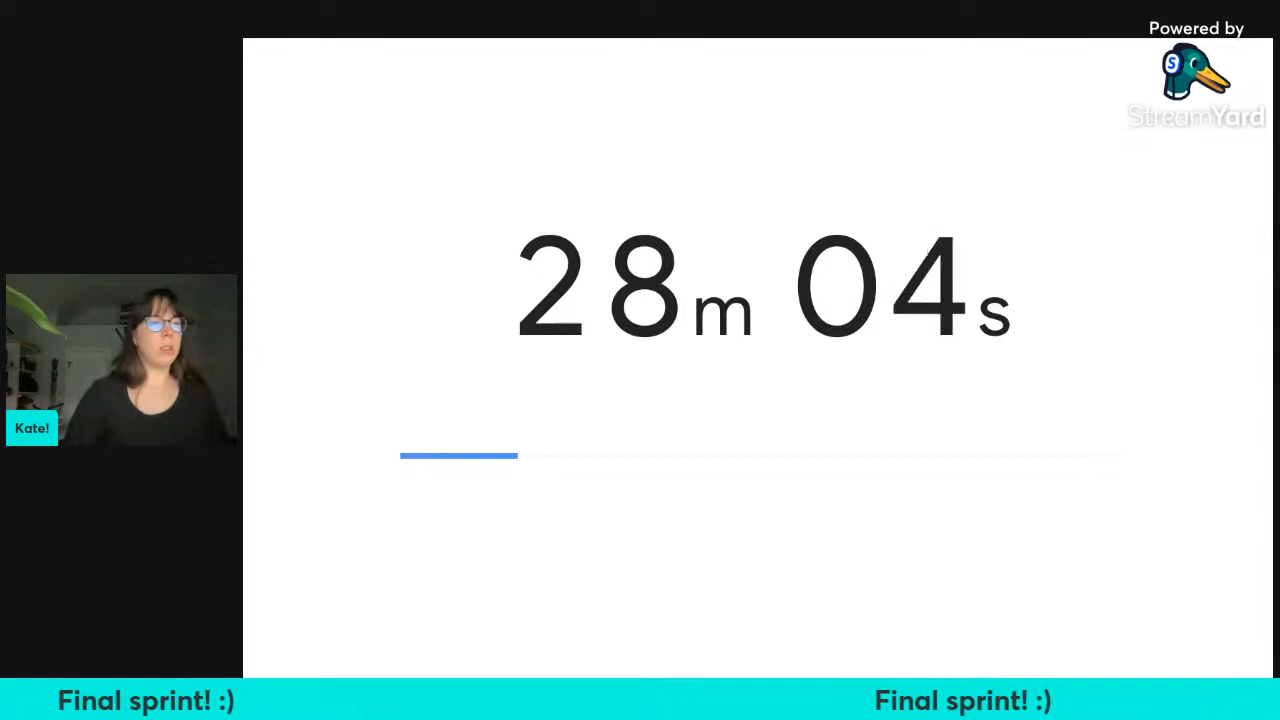 Powered by
S
StreamYard
28m 04s
Kate!
Final sprint! :)
Final sprint! :)